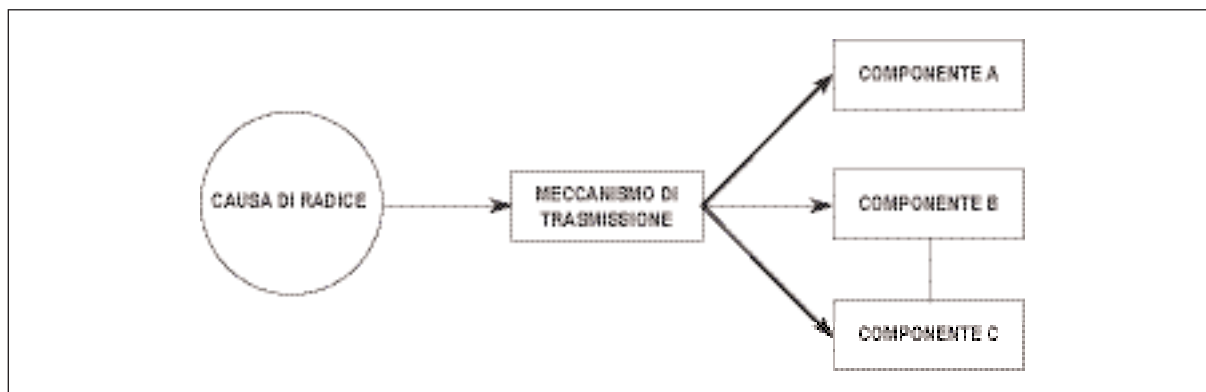 CAUSA DI RADICE
MECCANISMO DI
TRASMISSIONE
COMPONENTE A
COMPONENTE B
COMPONENTE C